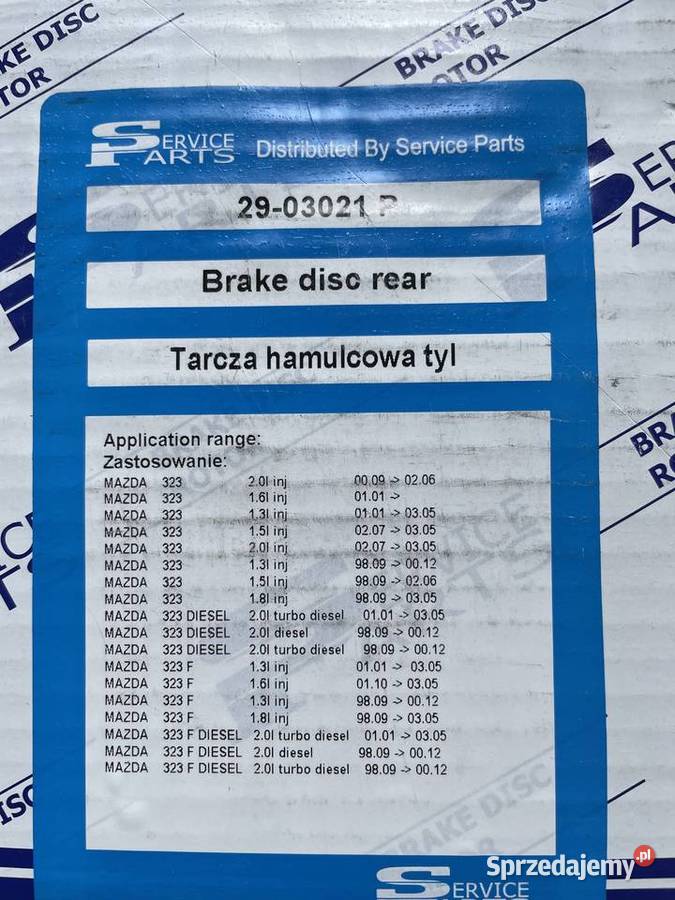 BRAKE DISC
ROTOR
KE DISC
TOR
SERVICE
PARTS
Distributed By Service Parts
29-03021 P
Brake disc rear
Tarcza hamulcowa tyl
Application range:
Zastosowanie:
MAZDA 323 2.0l inj 00.09 -> 02.06
MAZDA 323 1.6l inj 01.01 ->
MAZDA 323 1.3l inj 01.01 -> 03.05
MAZDA 323 1.5l inj 02.07 -> 03.05
MAZDA 323 2.0l inj 02.07 -> 03.05
MAZDA 323 1.3l inj 98.09 -> 00.12
MAZDA 323 1.5l inj 98.09 -> 02.06
MAZDA 323 1.8l inj 98.09 -> 03.05
MAZDA 323 DIESEL 2.0l turbo diesel 01.01 -> 03.05
MAZDA 323 DIESEL 2.0l diesel 98.09 -> 00.12
MAZDA 323 DIESEL 2.0l turbo diesel 98.09 -> 00.12
MAZDA 323 F 1.3l inj 01.01 -> 03.05
MAZDA 323 F 1.6l inj 01.10 -> 03.05
MAZDA 323 F 1.3l inj 98.09 -> 00.12
MAZDA 323 F 1.8l inj 98.09 -> 03.05
MAZDA 323 F DIESEL 2.0l turbo diesel 01.01 -> 03.05
MAZDA 323 F DIESEL 2.0l diesel 98.09 -> 00.12
MAZDA 323 F DIESEL 2.0l turbo diesel 98.09 -> 00.12
BRAKE DISC
ROTOR
SERVICE
Sprzedajemy.pl